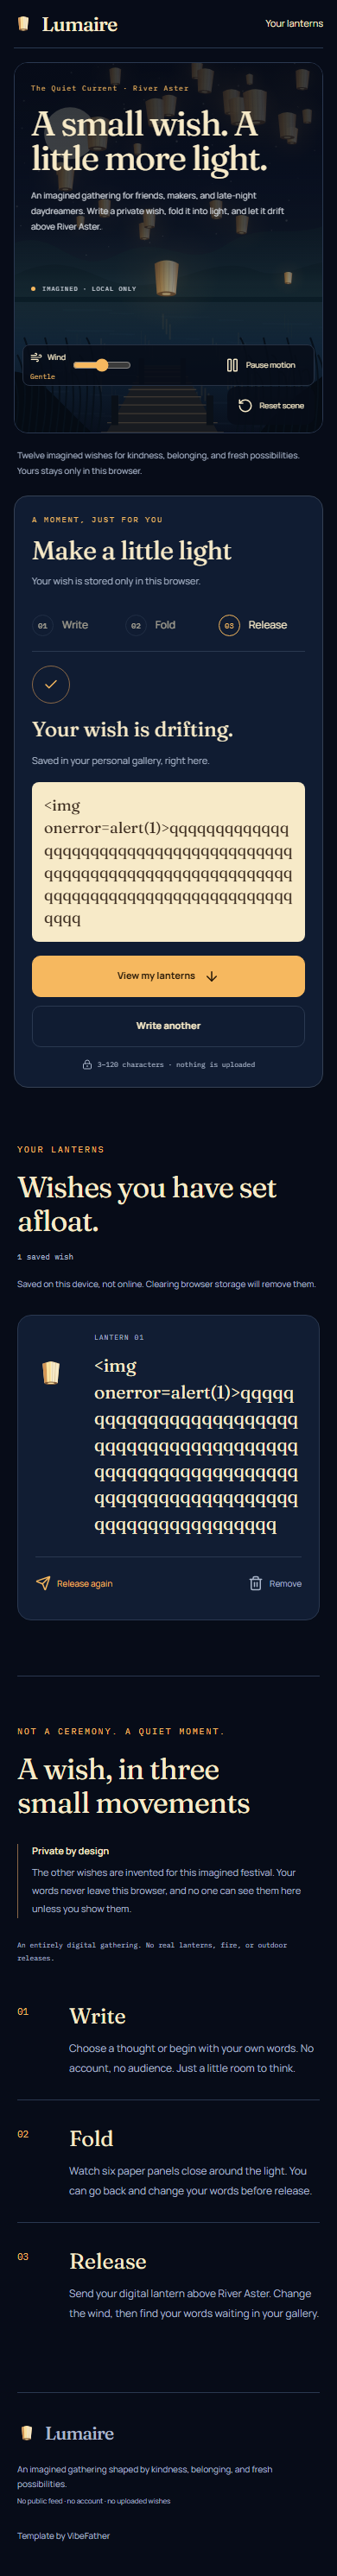 Lumaire
Your lanterns
The Quiet Current · River Aster
A small wish. A
little more light.
An imagined gathering for friends, makers, and late-night
daydreamers. Write a private wish, fold it into light, and let it drift
above River Aster.
IMAGINED · LOCAL ONLY
Wind
Gentle
Pause motion
Reset scene
Twelve imagined wishes for kindness, belonging, and fresh possibilities.
Yours stays only in this browser.
A MOMENT, JUST FOR YOU
Make a little light
Your wish is stored only in this browser.
01 Write
02 Fold
03 Release
Your wish is drifting.
Saved in your personal gallery, right here.
<img
onerror=alert(1)>qqqqqqqqqqqqq
qqqqqqqqqqqqqqqqqqqqqqqqqqq
qqqqqqqqqqqqqqqqqqqqqqqqqqq
qqqqqqqqqqqqqqqqqqqqqqqqqqq
qqqq
View my lanterns
Write another
3–120 characters · nothing is uploaded
YOUR LANTERNS
Wishes you have set
afloat.
1 saved wish
Saved on this device, not online. Clearing browser storage will remove them.
LANTERN 01
<img
onerror=alert(1)>qqqqq
qqqqqqqqqqqqqqqqqqq
qqqqqqqqqqqqqqqqqqq
qqqqqqqqqqqqqqqqqqq
qqqqqqqqqqqqqqqqqqq
qqqqqqqqqqqqqqqqq
Release again
Remove
NOT A CEREMONY. A QUIET MOMENT.
A wish, in three
small movements
Private by design
The other wishes are invented for this imagined festival. Your
words never leave this browser, and no one can see them here
unless you show them.
An entirely digital gathering. No real lanterns, fire, or outdoor
releases.
01
Write
Choose a thought or begin with your own words. No
account, no audience. Just a little room to think.
02
Fold
Watch six paper panels close around the light. You
can go back and change your words before release.
03
Release
Send your digital lantern above River Aster. Change
the wind, then find your words waiting in your gallery.
Lumaire
An imagined gathering shaped by kindness, belonging, and fresh
possibilities.
No public feed · no account · no uploaded wishes
Template by VibeFather